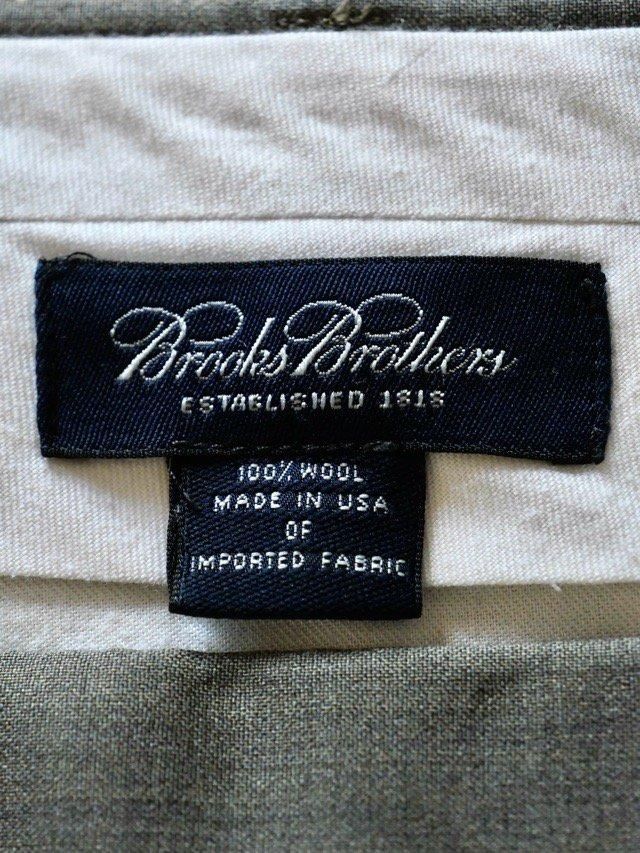 Brooks Brothers
ESTABLISHED 1818
100% WOOL
MADE IN USA
OF
IMPORTED FABRIC